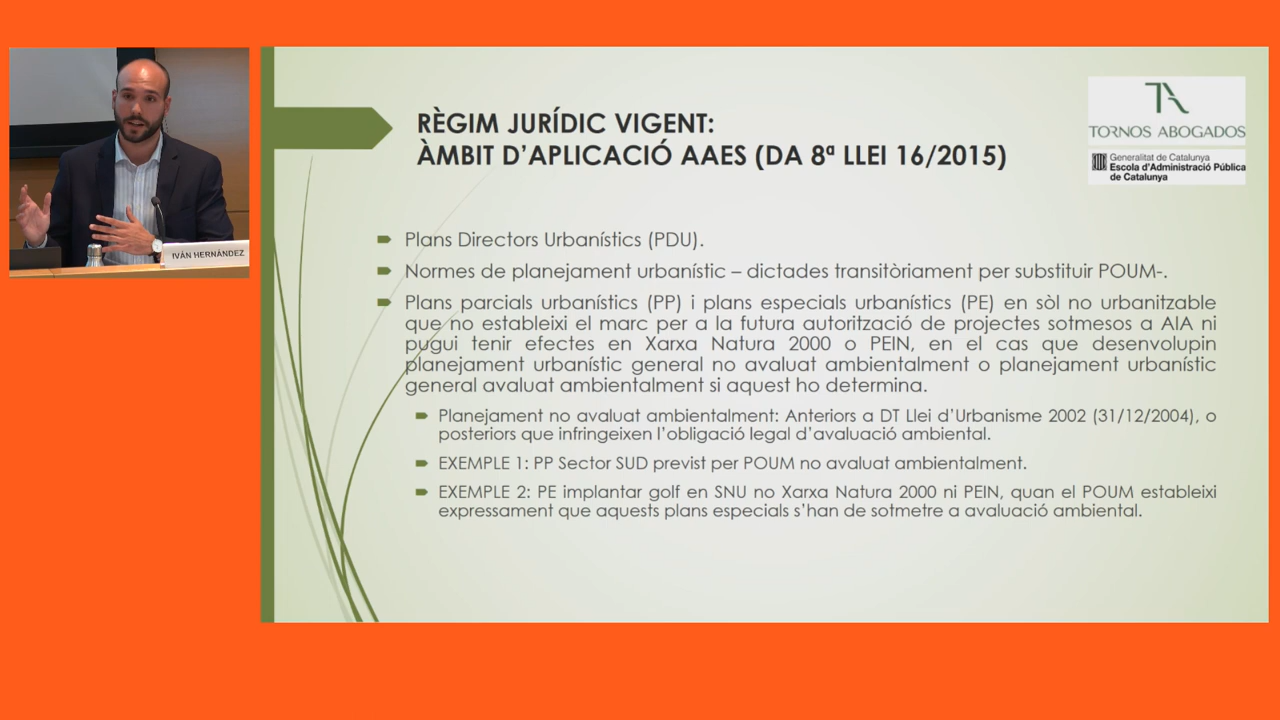 IVÁN HERNÁNDEZ
RÈGIM JURÍDIC VIGENT:
ÀMBIT D'APLICACIÓ AAES (DA 8ª LLEI 16/2015)
TORNOS ABOGADOS
Generalitat de Catalunya
Escola d'Administració Pública
de Catalunya
Plans Directors Urbanístics (PDU).
Normes de planejament urbanístic – dictades transitòriament per substituir POUM-.
Plans parcials urbanístics (PP) i plans especials urbanístics (PE) en sòl no urbanitzable
que no estableixi el marc per a la futura autorització de projectes sotmesos a AIA ni
pugui tenir efectes en Xarxa Natura 2000 o PEIN, en el cas que desenvolupin
planejament urbanístic general no avaluat ambientalment o planejament urbanístic
general avaluat ambientalment si aquest ho determina.
Planejament no avaluat ambientalment: Anteriors a DT Llei d'Urbanisme 2002 (31/12/2004), o
posteriors que infringeixen l'obligació legal d'avaluació ambiental.
EXEMPLE 1: PP Sector SUD previst per POUM no avaluat ambientalment.
EXEMPLE 2: PE implantar golf en SNU no Xarxa Natura 2000 ni PEIN, quan el POUM estableixi
expressament que aquests plans especials s'han de sotmetre a avaluació ambiental.